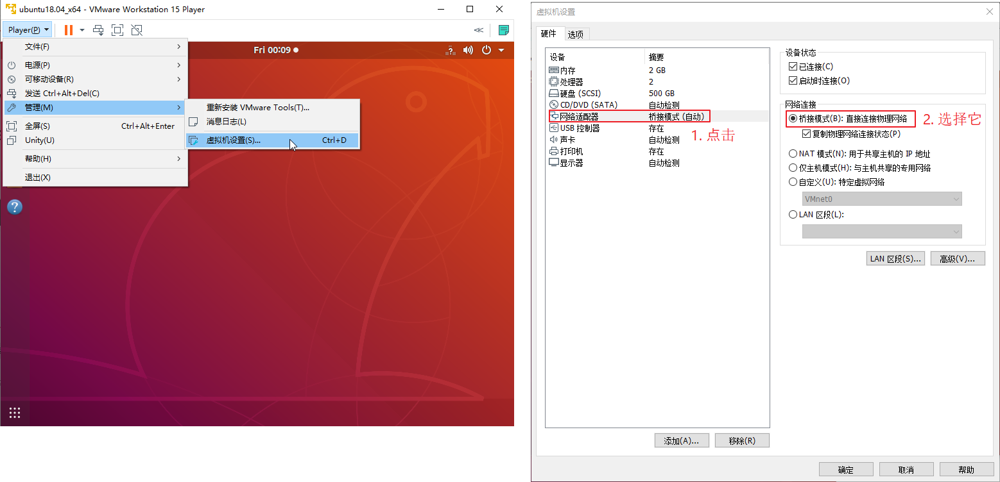 ubuntu18.04_x64 - VMware Workstation 15 Player
Player(P)
Fri 00:09
文件(F)
电源(P)
可移动设备(R)
发送 Ctrl+Alt+Del(C)
管理(M)
全屏(S) Ctrl+Alt+Enter
Unity(U)
帮助(H)
退出(X)
重新安装 VMware Tools(T)...
消息日志(L)
虚拟机设置(S)... Ctrl+D
?
?
虚拟机设置
硬件 选项
设备 摘要
内存 2 GB
处理器 2
硬盘 (SCSI) 500 GB
CD/DVD (SATA) 自动检测
网络适配器 桥接模式 (自动)
USB 控制器 存在
声卡 自动检测
打印机 存在
显示器 自动检测
1. 点击
添加(A)... 移除(R)
设备状态
已连接(C)
启动时连接(O)
网络连接
桥接模式(B): 直接连接物理网络
2. 选择它
复制物理网络连接状态(P)
NAT 模式(N): 用于共享主机的 IP 地址
仅主机模式(H): 与主机共享的专用网络
自定义(U): 特定虚拟网络
VMnet0
LAN 区段(L):
LAN 区段(S)... 高级(V)...
确定 取消 帮助